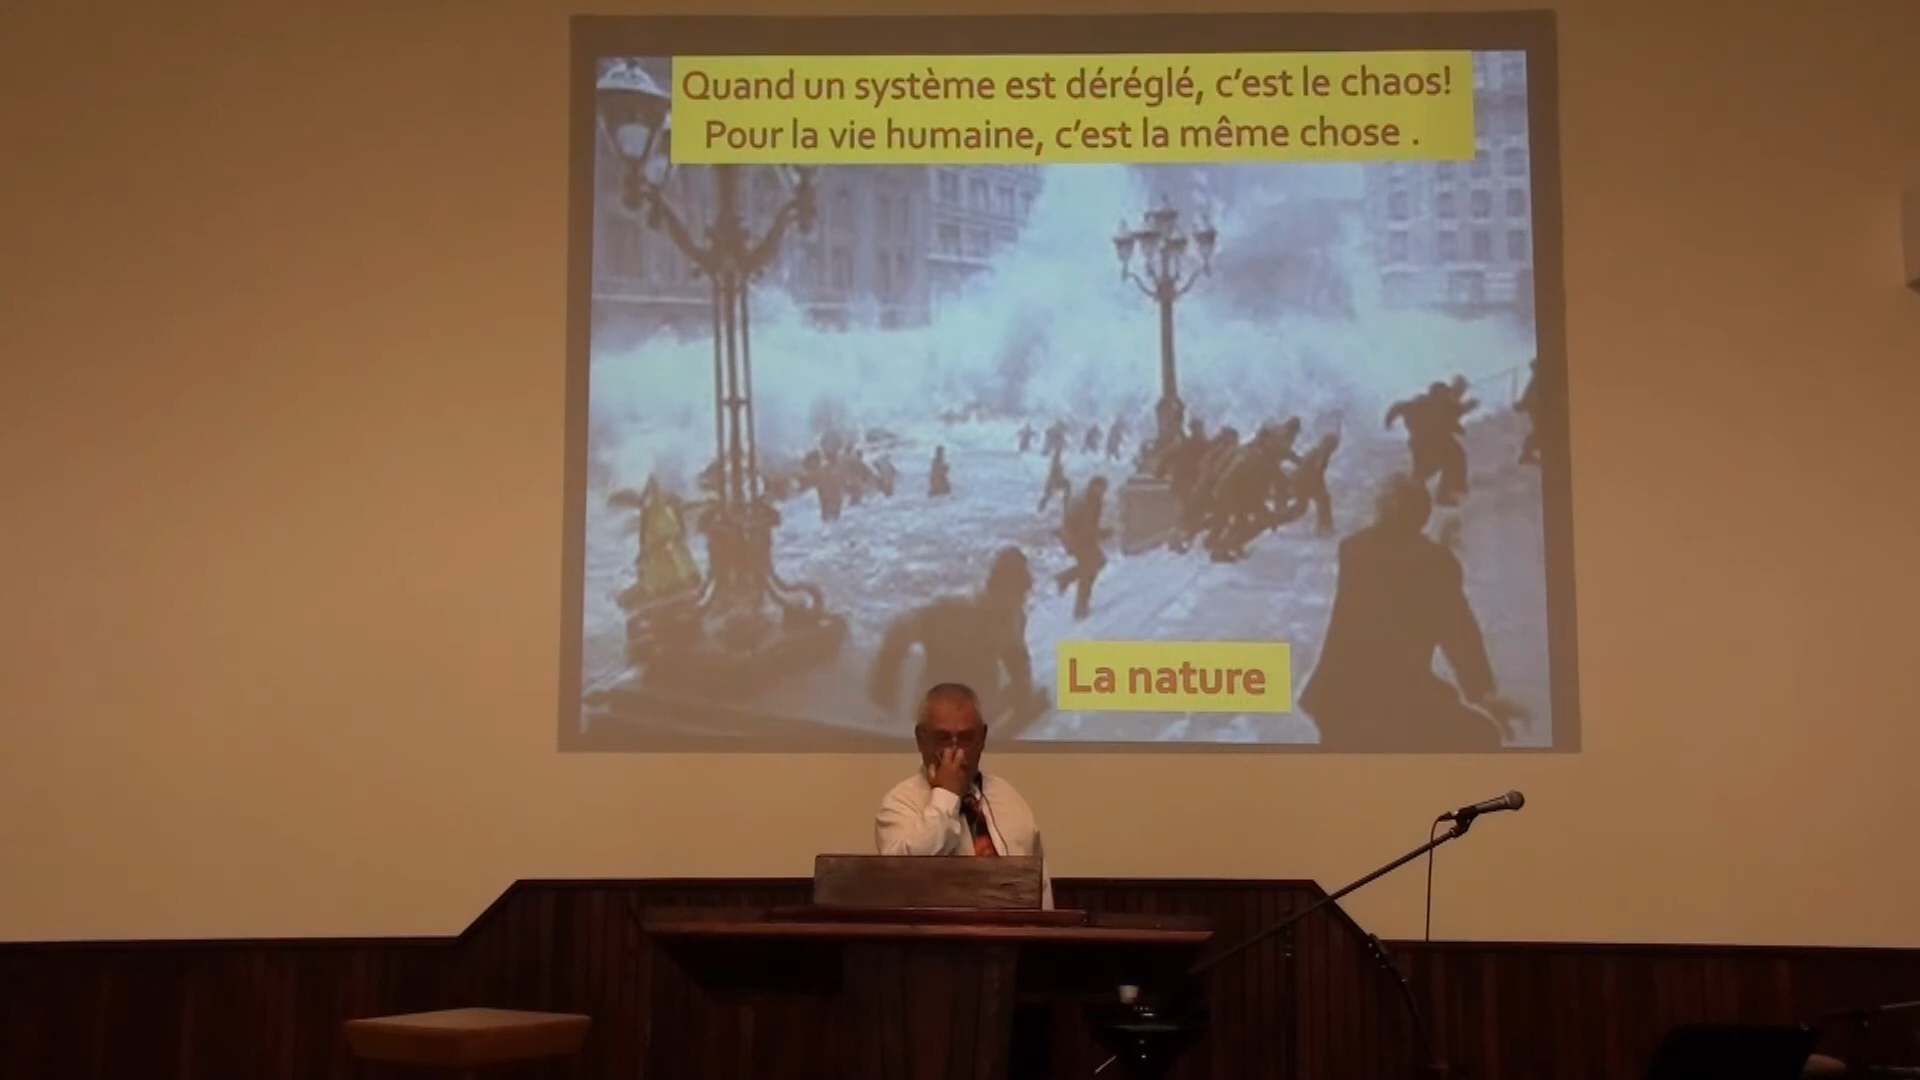 Quand un système est déréglé, c'est le chaos!
Pour la vie humaine, c'est la même chose .
La nature